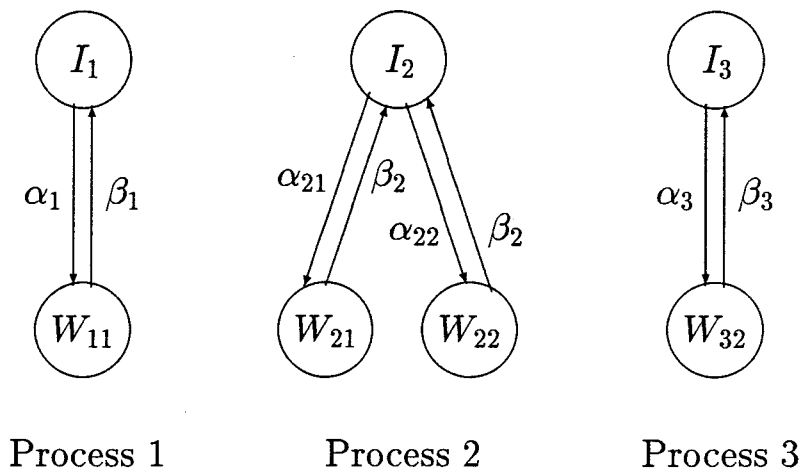 I₁ I₂ I₃
α₁ β₁ α₂₁ β₂ α₂₂ β₂ α₃ β₃
W₁₁ W₂₁ W₂₂ W₃₂
Process 1 Process 2 Process 3